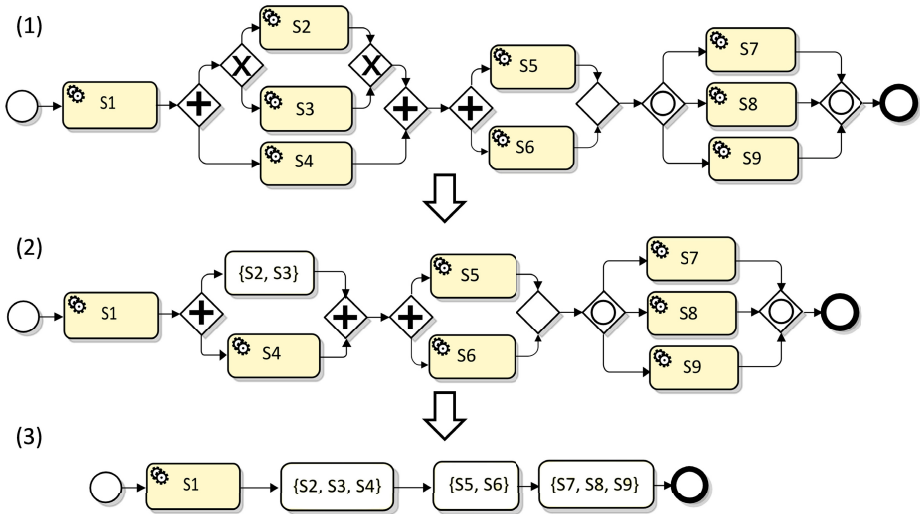 (1)
S2
S1
S3
S4
S5
S6
S7
S8
S9
(2)
{S2, S3}
S1
S4
S5
S6
S7
S8
S9
(3)
S1
{S2, S3, S4}
{S5, S6}
{S7, S8, S9}